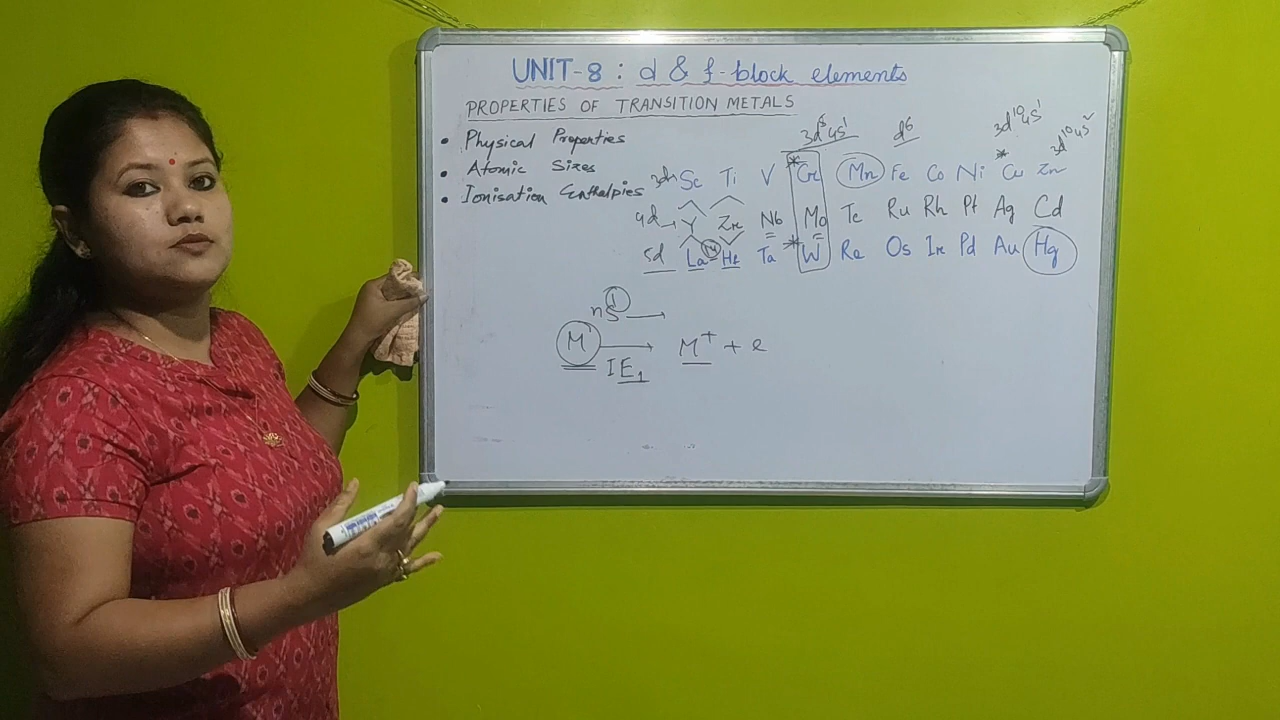 UNIT-8 : d & f-block elements
PROPERTIES OF TRANSITION METALS
• Physical Properties
• Atomic Sizes
• Ionisation Enthalpies
3d⁵4s¹ d⁶ 3d¹⁰4s¹ 3d¹⁰4s²
3d→ Sc Ti V *Cr Mn Fe Co Ni *Cu Zn
4d→ Y Zr Nb Mo Tc Ru Rh Pt Ag Cd
5d La Hf Ta *W Re Os Ir Pd Au Hg
nS¹ →
M → M⁺ + e
IE₁